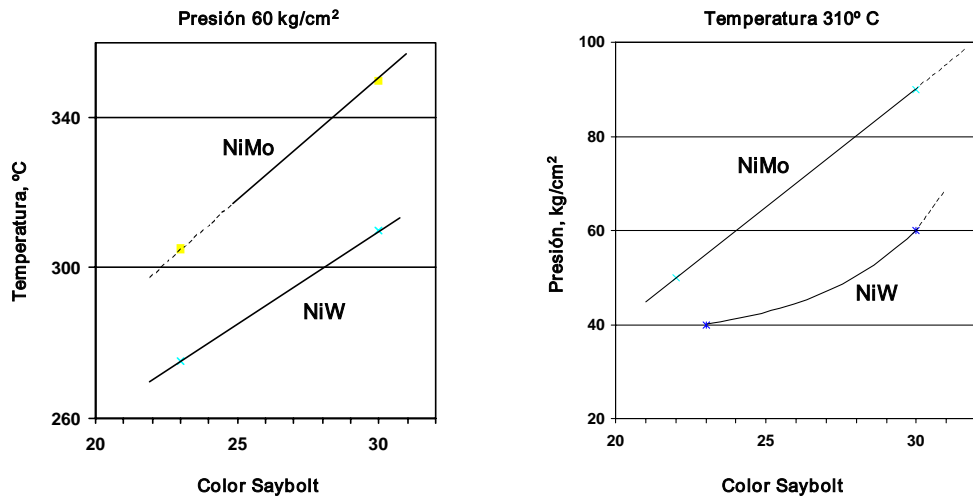 Presión 60 kg/cm²
Temperatura, ºC
340
300
260
NiMo
NiW
20
25
30
Color Saybolt
Temperatura 310º C
Presión, kg/cm²
100
80
60
40
20
NiMo
NiW
20
25
30
Color Saybolt